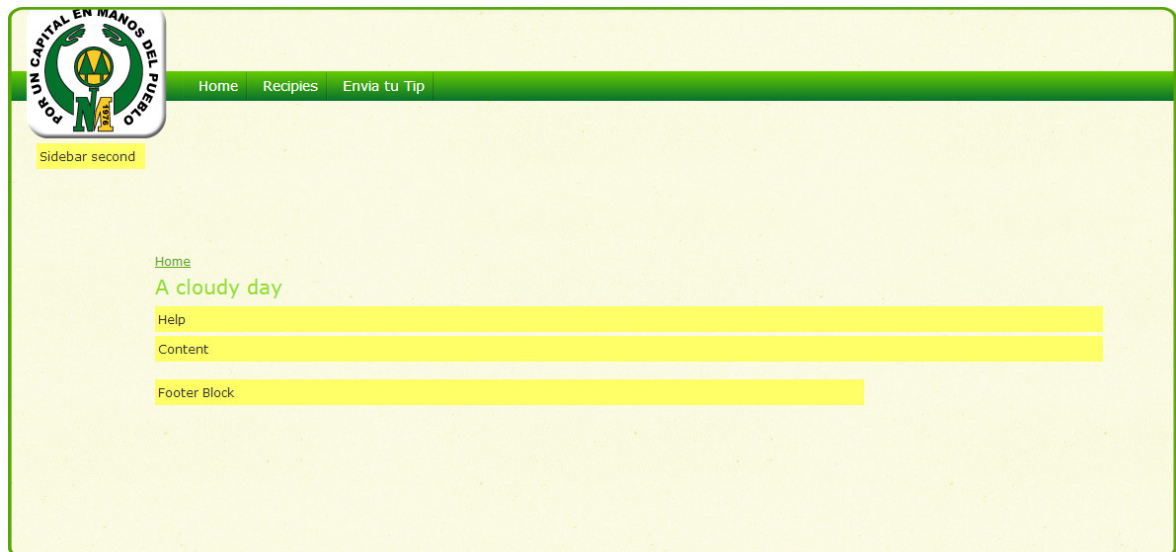 POR UN CAPITAL EN MANOS DEL PUEBLO
M
1976
Home Recipies Envia tu Tip
Sidebar second
Home
A cloudy day
Help
Content
Footer Block